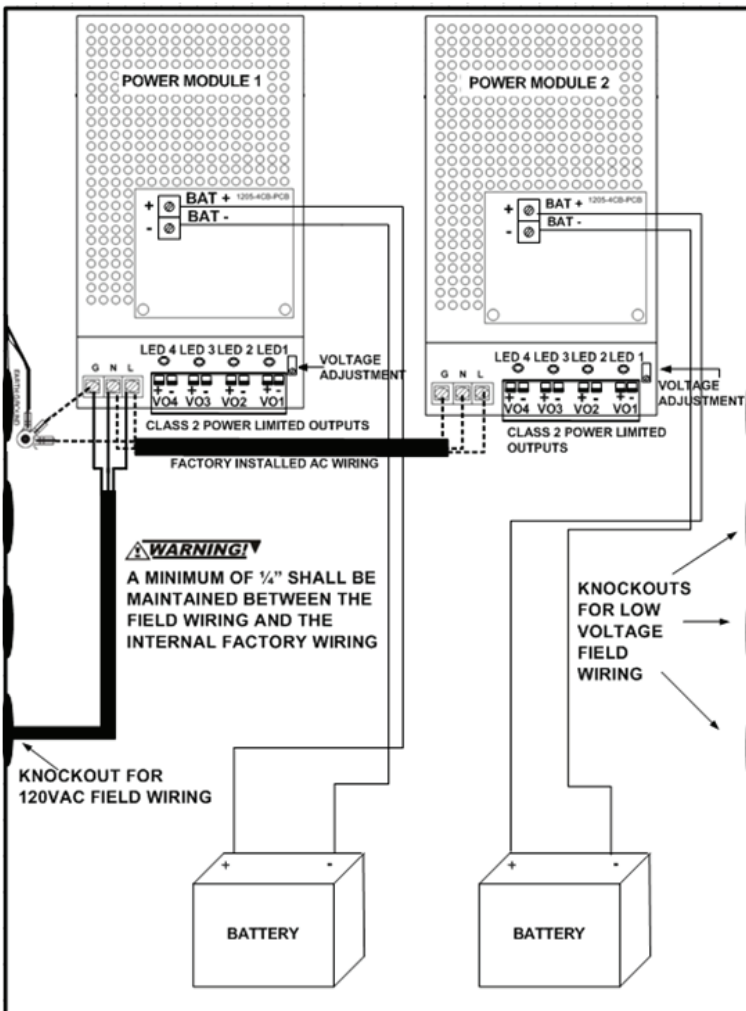 POWER MODULE 1
BAT + 1205-4CB-PCB
+
BAT -
-
LED 4 LED 3 LED 2 LED1
G N L
VOLTAGE
ADJUSTMENT
+ - + - + - + -
VO4 VO3 VO2 VO1
CLASS 2 POWER LIMITED OUTPUTS
POWER MODULE 2
BAT + 1205-4CB-PCB
+
BAT -
-
LED 4 LED 3 LED 2 LED 1
G N L
VOLTAGE
ADJUSTMENT
+ - + - + - + -
VO4 VO3 VO2 VO1
CLASS 2 POWER LIMITED
OUTPUTS
EARTH GROUND
FACTORY INSTALLED AC WIRING
WARNING!
A MINIMUM OF ¼” SHALL BE
MAINTAINED BETWEEN THE
FIELD WIRING AND THE
INTERNAL FACTORY WIRING
KNOCKOUTS
FOR LOW
VOLTAGE
FIELD
WIRING
KNOCKOUT FOR
120VAC FIELD WIRING
+ -
BATTERY
+ -
BATTERY